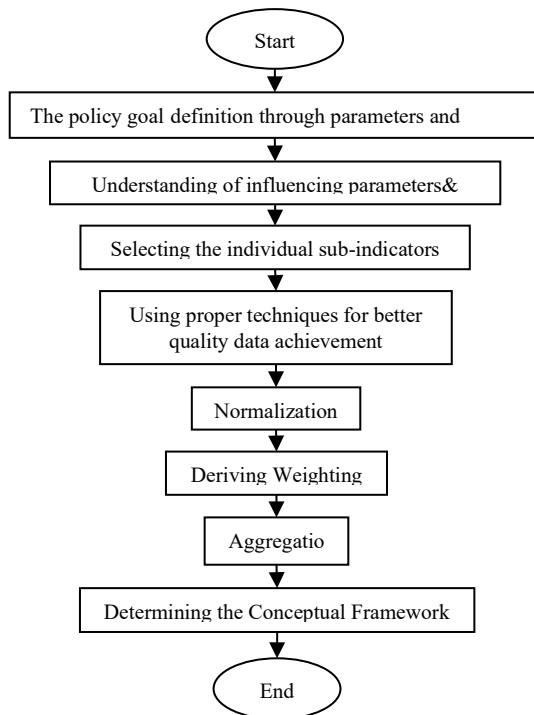 Start
The policy goal definition through parameters and
Understanding of influencing parameters&
Selecting the individual sub-indicators
Using proper techniques for better
quality data achievement
Normalization
Deriving Weighting
Aggregatio
Determining the Conceptual Framework
End